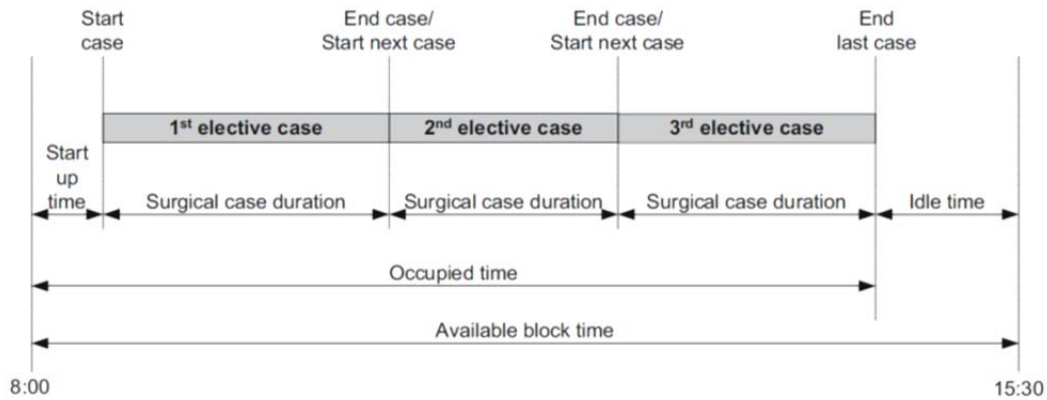 Start
case
End case/
Start next case
End case/
Start next case
End
last case
1st elective case
2nd elective case
3rd elective case
Start
up
time
Surgical case duration
Surgical case duration
Surgical case duration
Idle time
Occupied time
Available block time
8:00
15:30